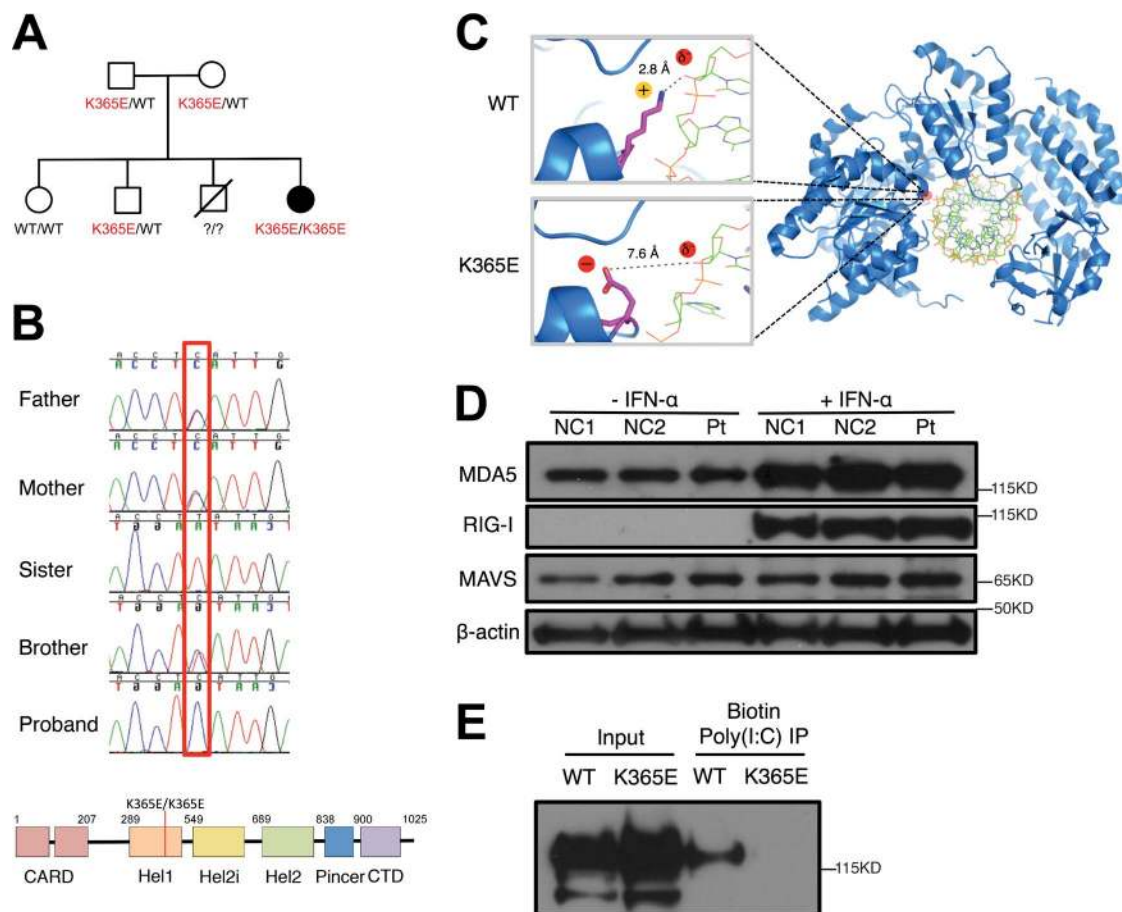 A
K365E/WT K365E/WT
WT/WT K365E/WT ?/? K365E/K365E
B
A C C T C A T T G
A C C T C A T T G
Father
A C C T C A T T G
A C C T C A T T G
Mother
A C C T T A T T G
Sister
A C C T C A T T G
Brother
A C C T C A T T G
Proband
K365E/K365E
1 207 289 549 669 838 900 1025
CARD Hel1 Hel2i Hel2 Pincer CTD
C
WT
2.8 Å
+
δ-
K365E
7.6 Å
−
δ-
D
- IFN-α + IFN-α
NC1 NC2 Pt NC1 NC2 Pt
MDA5
115KD
RIG-I
115KD
MAVS
65KD
50KD
β-actin
E
Biotin
Input Poly(I:C) IP
WT K365E WT K365E
115KD